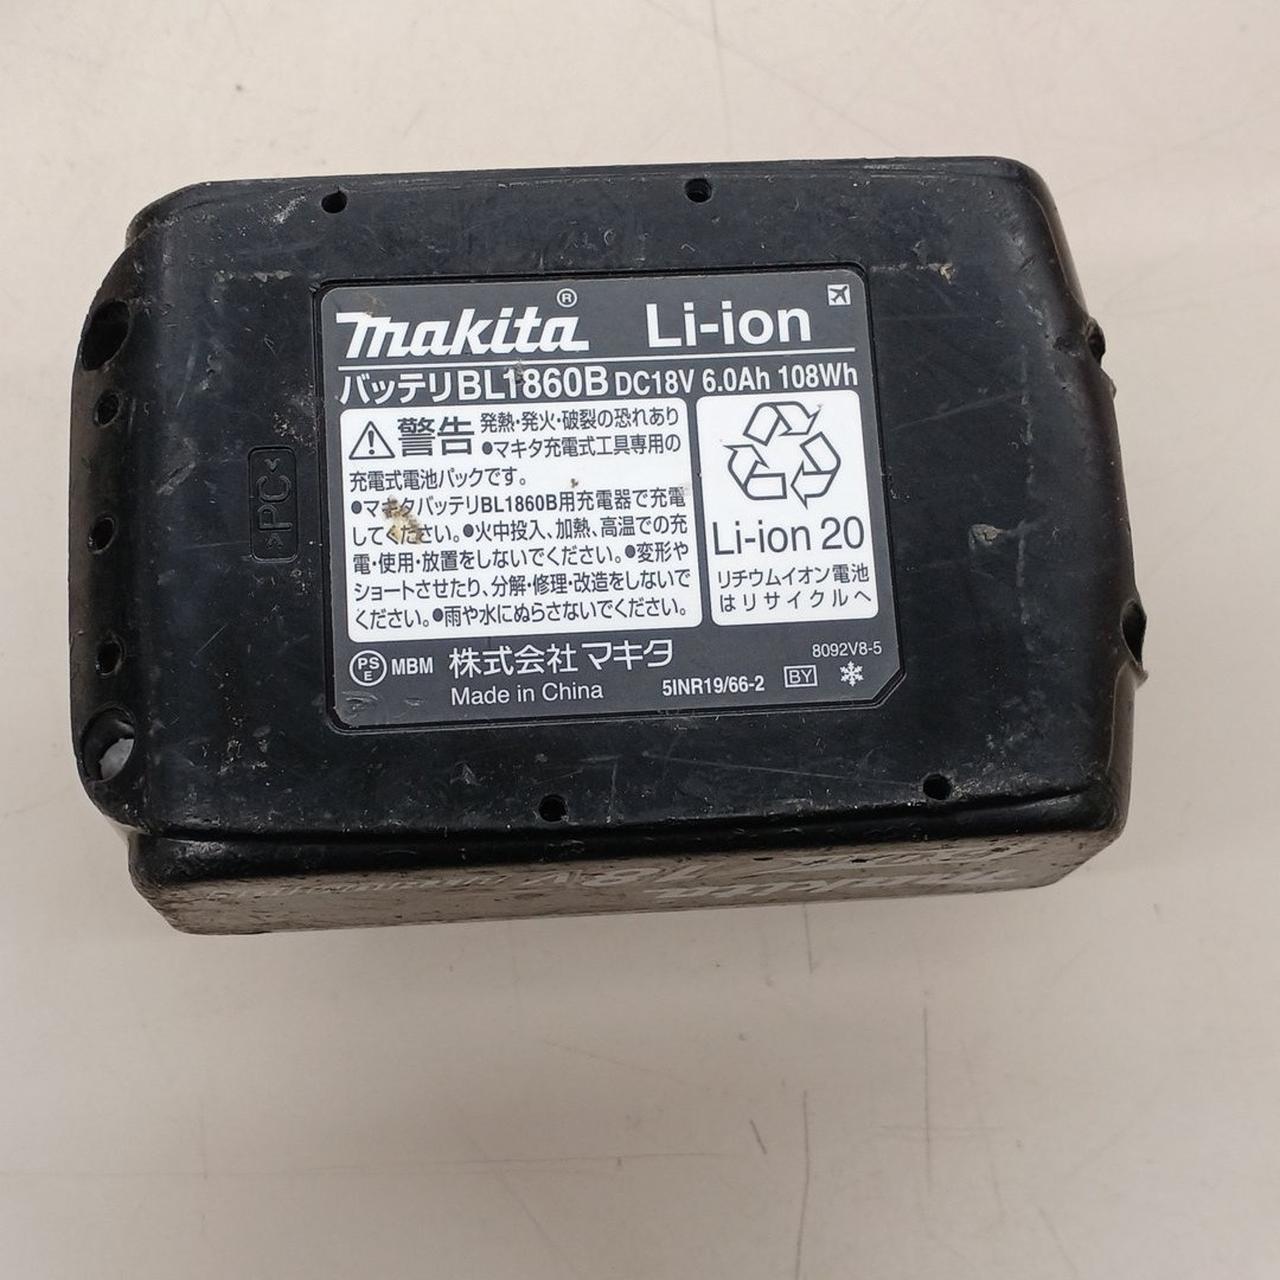 makita® Li-ion
バッテリBL1860B DC18V 6.0Ah 108Wh
警告 発熱・発火・破裂の恐れあり
●マキタ充電式工具専用の
充電式電池パックです。
●マキタバッテリBL1860B用充電器で充電
してください。●火中投入、加熱、高温での充
電・使用・放置をしないでください。●変形や
ショートさせたり、分解・修理・改造をしないで
ください。●雨や水にぬらさないでください。
Li-ion 20
リチウムイオン電池
はリサイクルへ
PSE MBM 株式会社マキタ
Made in China
5INR19/66-2 BY
8092V8-5
>PC<
makita 18V